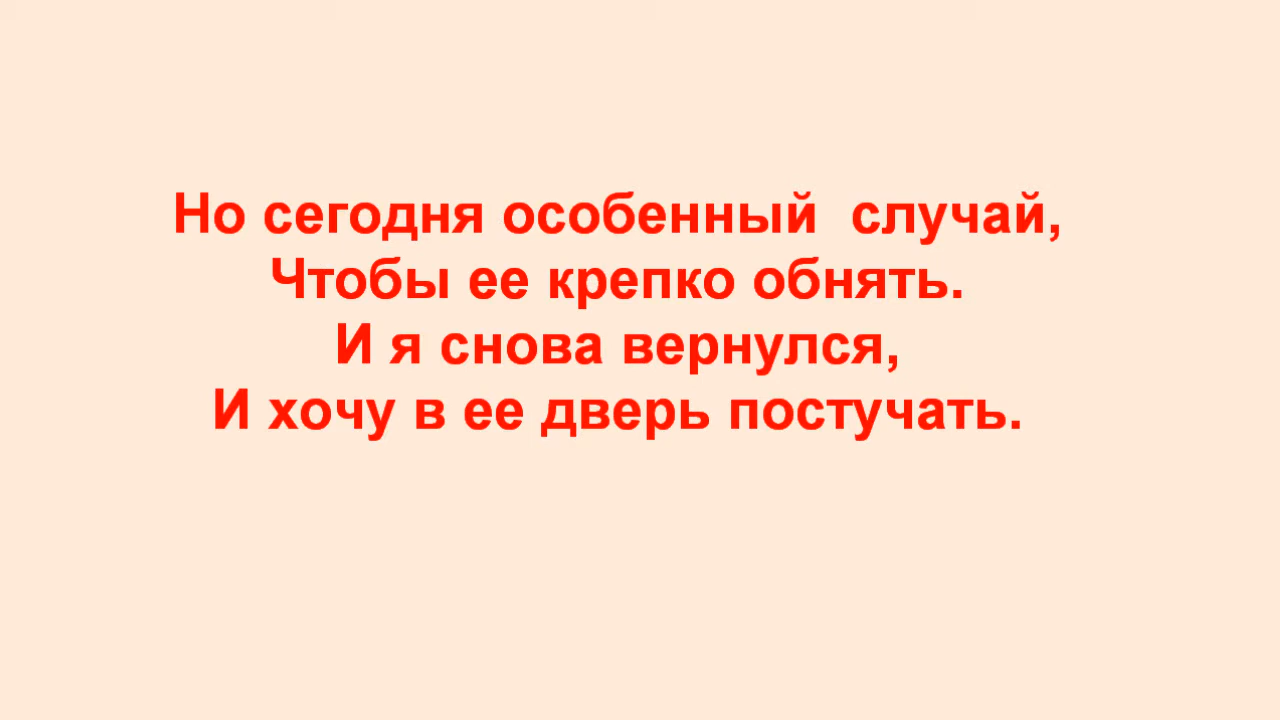 Но сегодня особенный  случай,
Чтобы ее крепко обнять.
И я снова вернулся,
И хочу в ее дверь постучать.